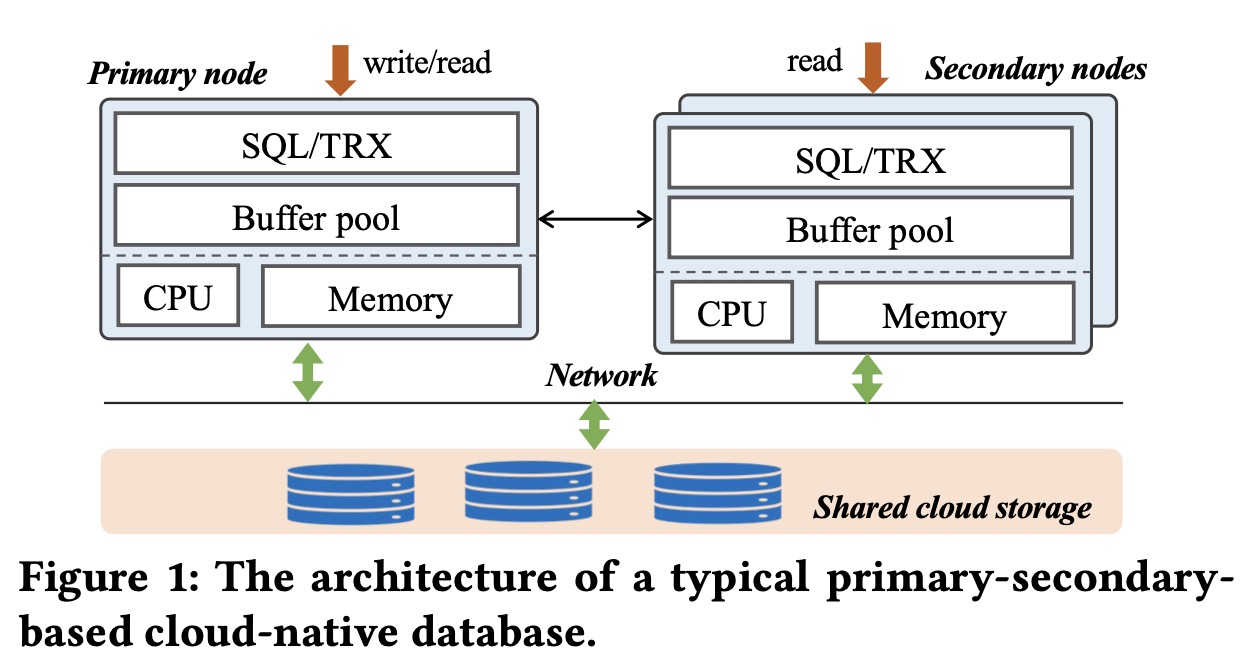 Primary node
write/read
read
Secondary nodes
SQL/TRX
Buffer pool
CPU
Memory
SQL/TRX
Buffer pool
CPU
Memory
Network
Shared cloud storage
Figure 1: The architecture of a typical primary-secondary-
based cloud-native database.